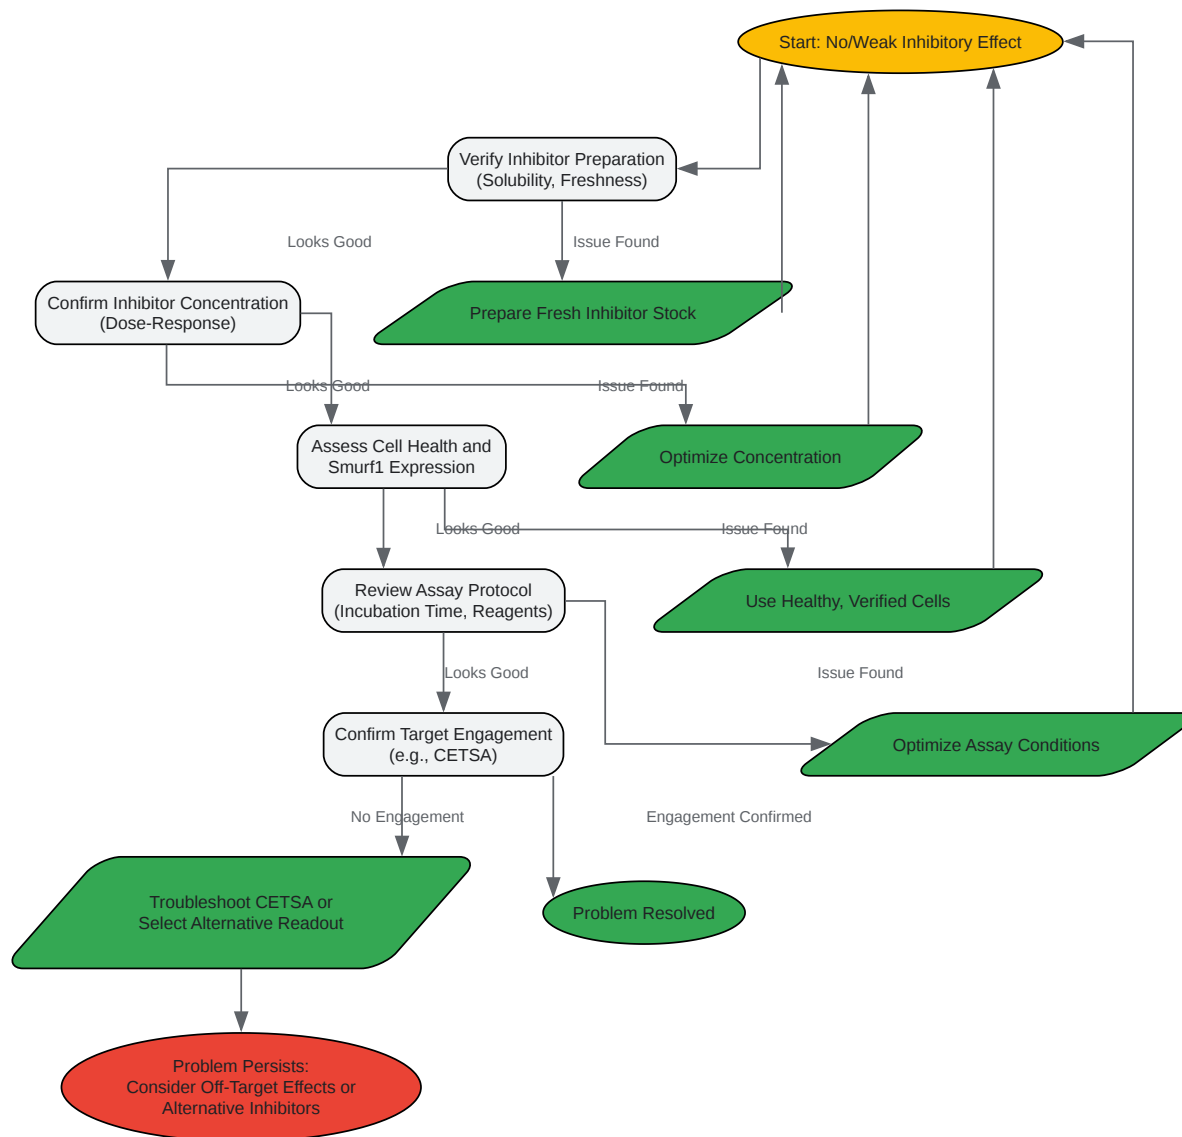 Start: No/Weak Inhibitory Effect
Verify Inhibitor Preparation
(Solubility, Freshness)
Looks Good
Issue Found
Confirm Inhibitor Concentration
(Dose-Response)
Prepare Fresh Inhibitor Stock
Looks Good
Issue Found
Assess Cell Health and
Smurf1 Expression
Optimize Concentration
Looks Good
Issue Found
Review Assay Protocol
(Incubation Time, Reagents)
Use Healthy, Verified Cells
Looks Good
Issue Found
Confirm Target Engagement
(e.g., CETSA)
Optimize Assay Conditions
No Engagement
Engagement Confirmed
Troubleshoot CETSA or
Select Alternative Readout
Problem Resolved
Problem Persists:
Consider Off-Target Effects or
Alternative Inhibitors